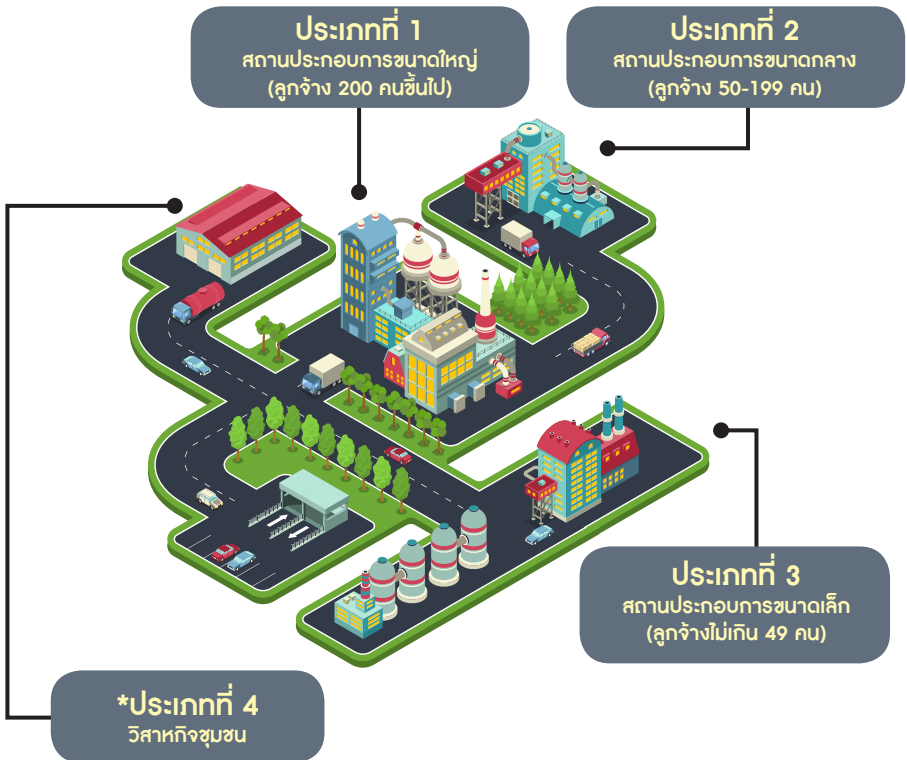 ประเภทที่ 1
สถานประกอบการขนาดใหญ่
(ลูกจ้าง 200 คนขึ้นไป)
ประเภทที่ 2
สถานประกอบการขนาดกลาง
(ลูกจ้าง 50-199 คน)
ประเภทที่ 3
สถานประกอบการขนาดเล็ก
(ลูกจ้างไม่เกิน 49 คน)
*ประเภทที่ 4
วิสาหกิจชุมชน